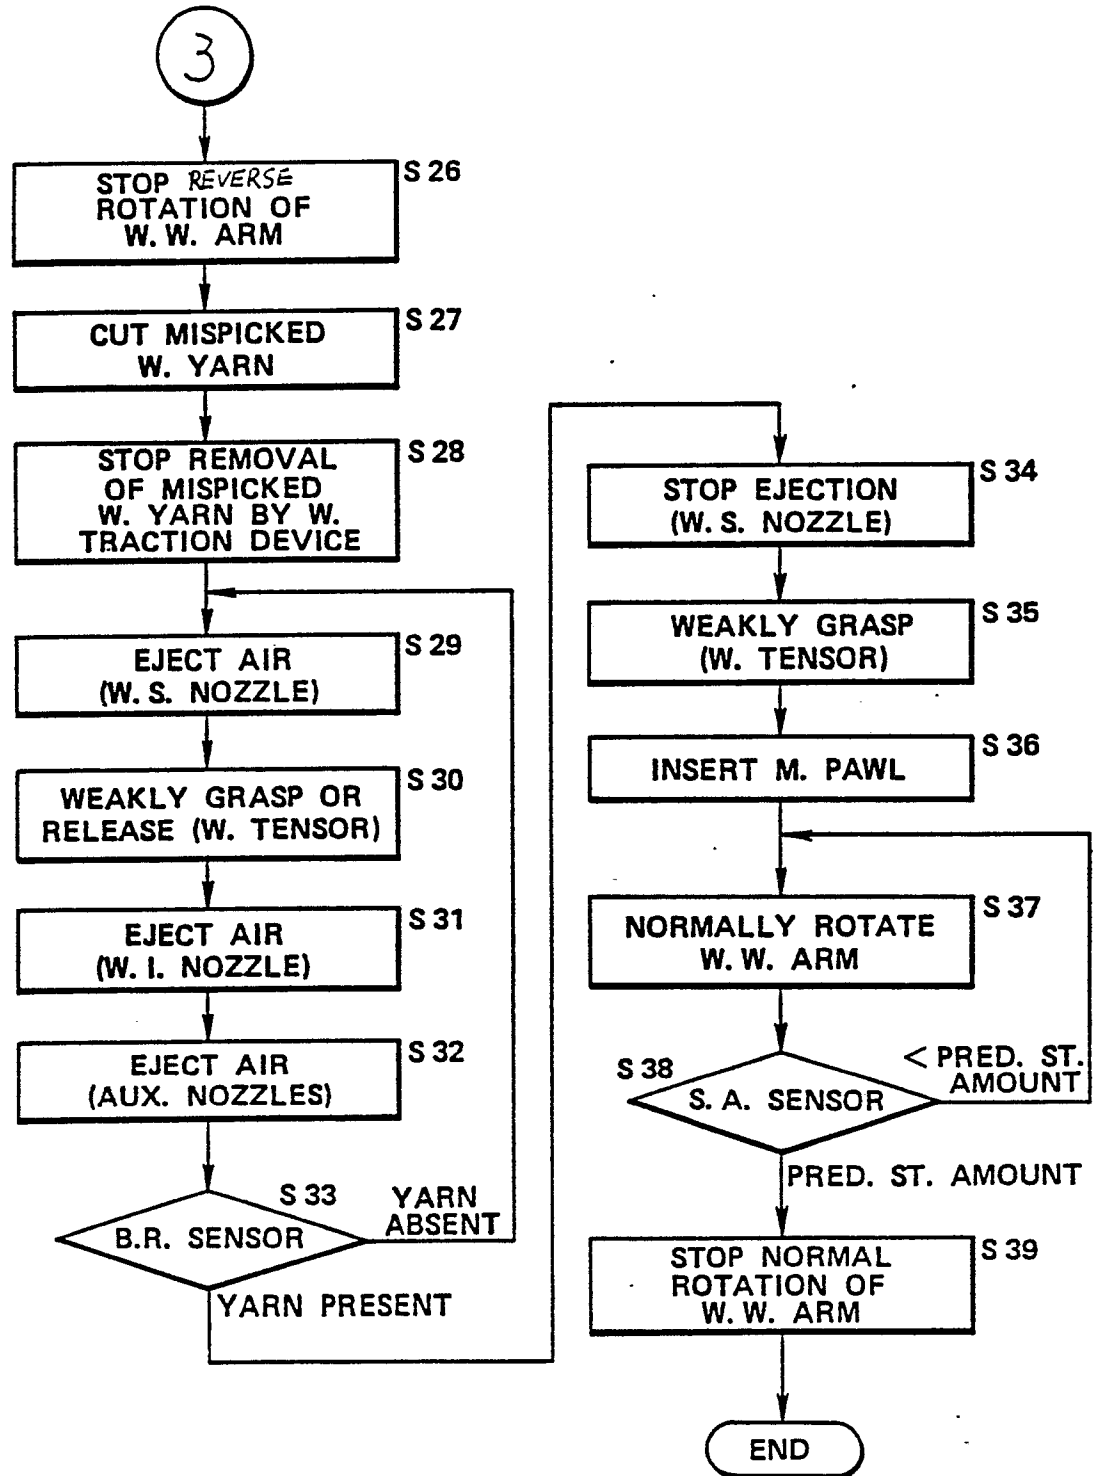 3
S 26
STOP REVERSE
ROTATION OF
W. W. ARM
S 27
CUT MISPICKED
W. YARN
S 28
STOP REMOVAL
OF MISPICKED
W. YARN BY W.
TRACTION DEVICE
S 29
EJECT AIR
(W. S. NOZZLE)
S 30
WEAKLY GRASP OR
RELEASE (W. TENSOR)
S 31
EJECT AIR
(W. I. NOZZLE)
S 32
EJECT AIR
(AUX. NOZZLES)
S 33
B.R. SENSOR
YARN
ABSENT
YARN PRESENT
S 34
STOP EJECTION
(W. S. NOZZLE)
S 35
WEAKLY GRASP
(W. TENSOR)
S 36
INSERT M. PAWL
S 37
NORMALLY ROTATE
W. W. ARM
S 38
S. A. SENSOR
< PRED. ST.
AMOUNT
PRED. ST. AMOUNT
S 39
STOP NORMAL
ROTATION OF
W. W. ARM
END